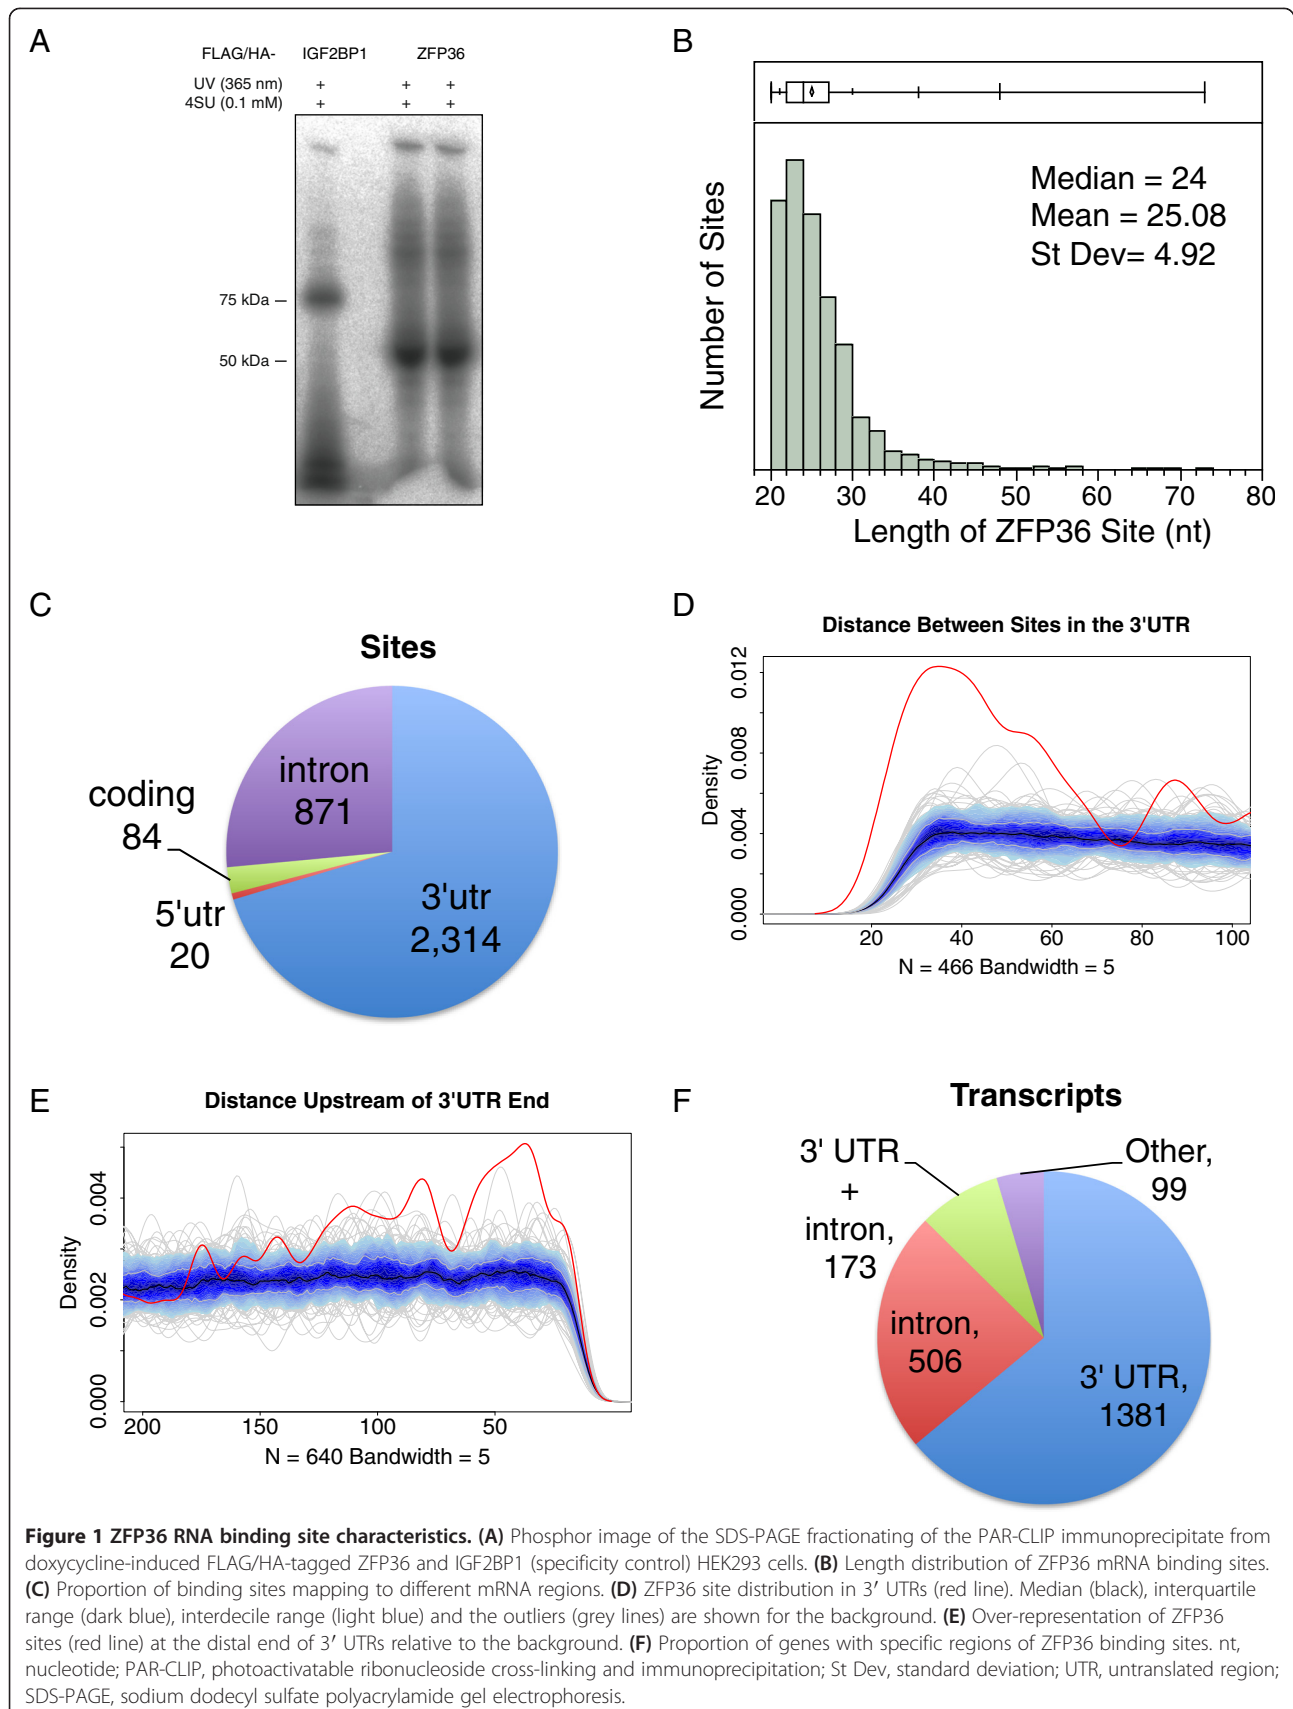 A
FLAG/HA- IGF2BP1 ZFP36
UV (365 nm) + + +
4SU (0.1 mM) + + +
75 kDa
50 kDa
B
Number of Sites
Median = 24
Mean = 25.08
St Dev= 4.92
20 30 40 50 60 70 80
Length of ZFP36 Site (nt)
C
Sites
intron
871
coding
84
5'utr
20
3'utr
2,314
D
Distance Between Sites in the 3'UTR
Density
0.000 0.004 0.008 0.012
20 40 60 80 100
N = 466 Bandwidth = 5
E
Distance Upstream of 3'UTR End
Density
0.000 0.002 0.004
200 150 100 50
N = 640 Bandwidth = 5
F
Transcripts
3' UTR
+
intron,
173
Other,
99
intron,
506
3' UTR,
1381
Figure 1 ZFP36 RNA binding site characteristics. (A) Phosphor image of the SDS-PAGE fractionating of the PAR-CLIP immunoprecipitate from
doxycycline-induced FLAG/HA-tagged ZFP36 and IGF2BP1 (specificity control) HEK293 cells. (B) Length distribution of ZFP36 mRNA binding sites.
(C) Proportion of binding sites mapping to different mRNA regions. (D) ZFP36 site distribution in 3′ UTRs (red line). Median (black), interquartile
range (dark blue), interdecile range (light blue) and the outliers (grey lines) are shown for the background. (E) Over-representation of ZFP36
sites (red line) at the distal end of 3′ UTRs relative to the background. (F) Proportion of genes with specific regions of ZFP36 binding sites. nt,
nucleotide; PAR-CLIP, photoactivatable ribonucleoside cross-linking and immunoprecipitation; St Dev, standard deviation; UTR, untranslated region;
SDS-PAGE, sodium dodecyl sulfate polyacrylamide gel electrophoresis.